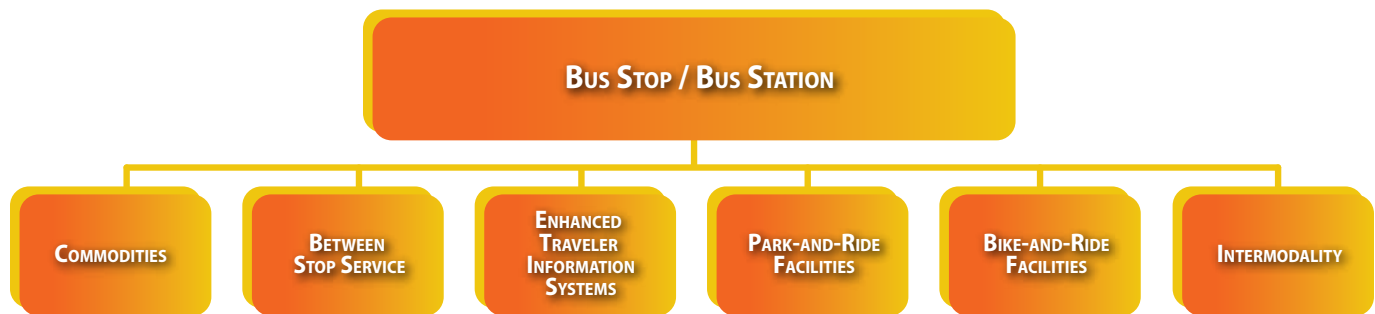 Bus Stop / Bus Station
Commodities
Between
Stop Service
Enhanced
Traveler
Information
Systems
Park-and-Ride
Facilities
Bike-and-Ride
Facilities
Intermodality